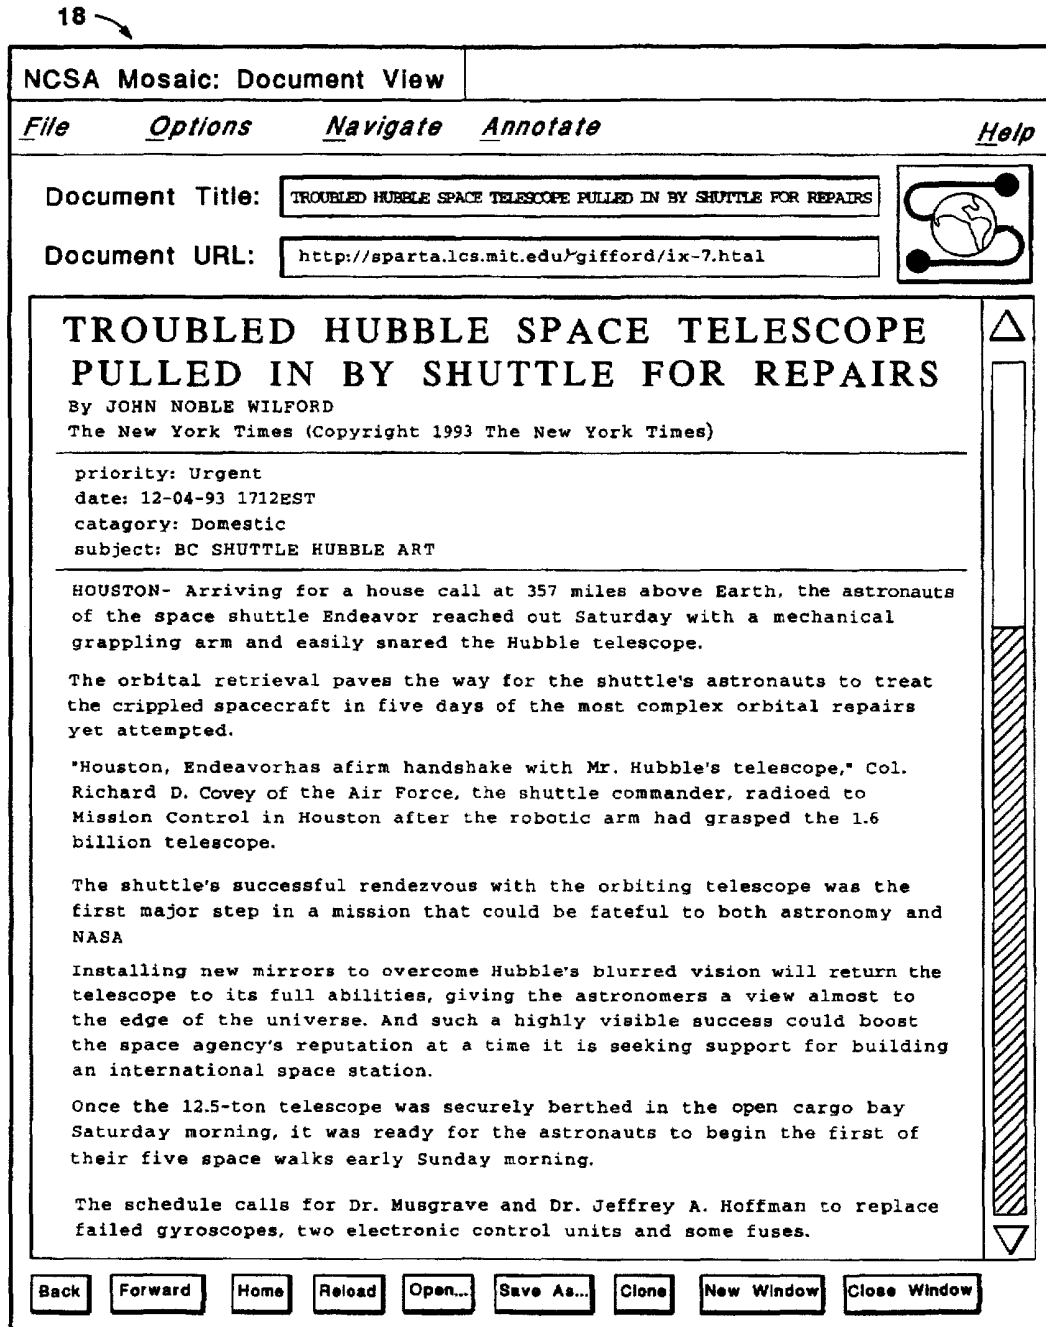 18
NCSA Mosaic: Document View
File Options Navigate Annotate Help
Document Title: TROUBLED HUBBLE SPACE TELESCOPE PULLED IN BY SHUTTLE FOR REPAIRS
Document URL: http://sparta.lcs.mit.edu/~gifford/ix-7.htal
TROUBLED HUBBLE SPACE TELESCOPE
PULLED IN BY SHUTTLE FOR REPAIRS
By JOHN NOBLE WILFORD
The New York Times (Copyright 1993 The New York Times)
priority: Urgent
date: 12-04-93 1712EST
catagory: Domestic
subject: BC SHUTTLE HUBBLE ART
HOUSTON- Arriving for a house call at 357 miles above Earth, the astronauts
of the space shuttle Endeavor reached out Saturday with a mechanical
grappling arm and easily snared the Hubble telescope.
The orbital retrieval paves the way for the shuttle's astronauts to treat
the crippled spacecraft in five days of the most complex orbital repairs
yet attempted.
"Houston, Endeavorhas afirm handshake with Mr. Hubble's telescope," Col.
Richard D. Covey of the Air Force, the shuttle commander, radioed to
Mission Control in Houston after the robotic arm had grasped the 1.6
billion telescope.
The shuttle's successful rendezvous with the orbiting telescope was the
first major step in a mission that could be fateful to both astronomy and
NASA
Installing new mirrors to overcome Hubble's blurred vision will return the
telescope to its full abilities, giving the astronomers a view almost to
the edge of the universe. And such a highly visible success could boost
the space agency's reputation at a time it is seeking support for building
an international space station.
Once the 12.5-ton telescope was securely berthed in the open cargo bay
Saturday morning, it was ready for the astronauts to begin the first of
their five space walks early Sunday morning.
The schedule calls for Dr. Musgrave and Dr. Jeffrey A. Hoffman to replace
failed gyroscopes, two electronic control units and some fuses.
Back Forward Home Reload Open... Save As... Clone New Window Close Window